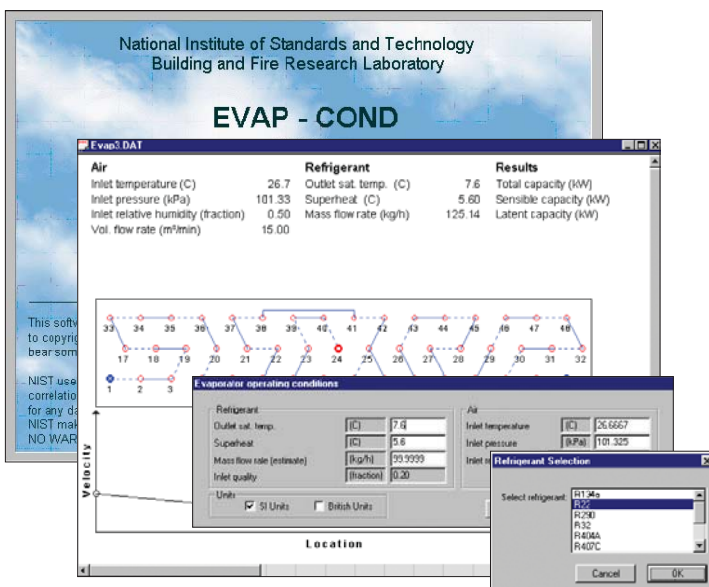 National Institute of Standards and Technology
Building and Fire Research Laboratory
EVAP - COND
This softw
to copyrig
bear som
NIST use
correlatio
for any da
NIST mak
NO WAR
Evap3.DAT
Air Refrigerant Results
Inlet temperature (C) 26.7 Outlet sat. temp. (C) 7.6 Total capacity (kW)
Inlet pressure (kPa) 101.33 Superheat (C) 5.60 Sensible capacity (kW)
Inlet relative humidity (fraction) 0.50 Mass flow rate (kg/h) 125.14 Latent capacity (kW)
Vol. flow rate (m³/min) 15.00
33 34 35 36 37 38 39 40 41 42 43 44 45 46 47 48
17 18 19 20 21 22 23 24 25 26 27 28 29 30 31 32
1 2 3
Velocity
Location
Evaporator operating conditions
Refrigerant
Outlet sat. temp. (C) 7.6
Superheat (C) 5.6
Mass flow rate (estimate) (kg/h) 99.9999
Inlet quality (fraction) 0.20
Air
Inlet temperature (C) 26.6667
Inlet pressure (kPa) 101.325
Inlet
Units
SI Units British Units
Refrigerant Selection
Select refrigerant
R134a
R22
R290
R32
R404A
R407C
Cancel OK